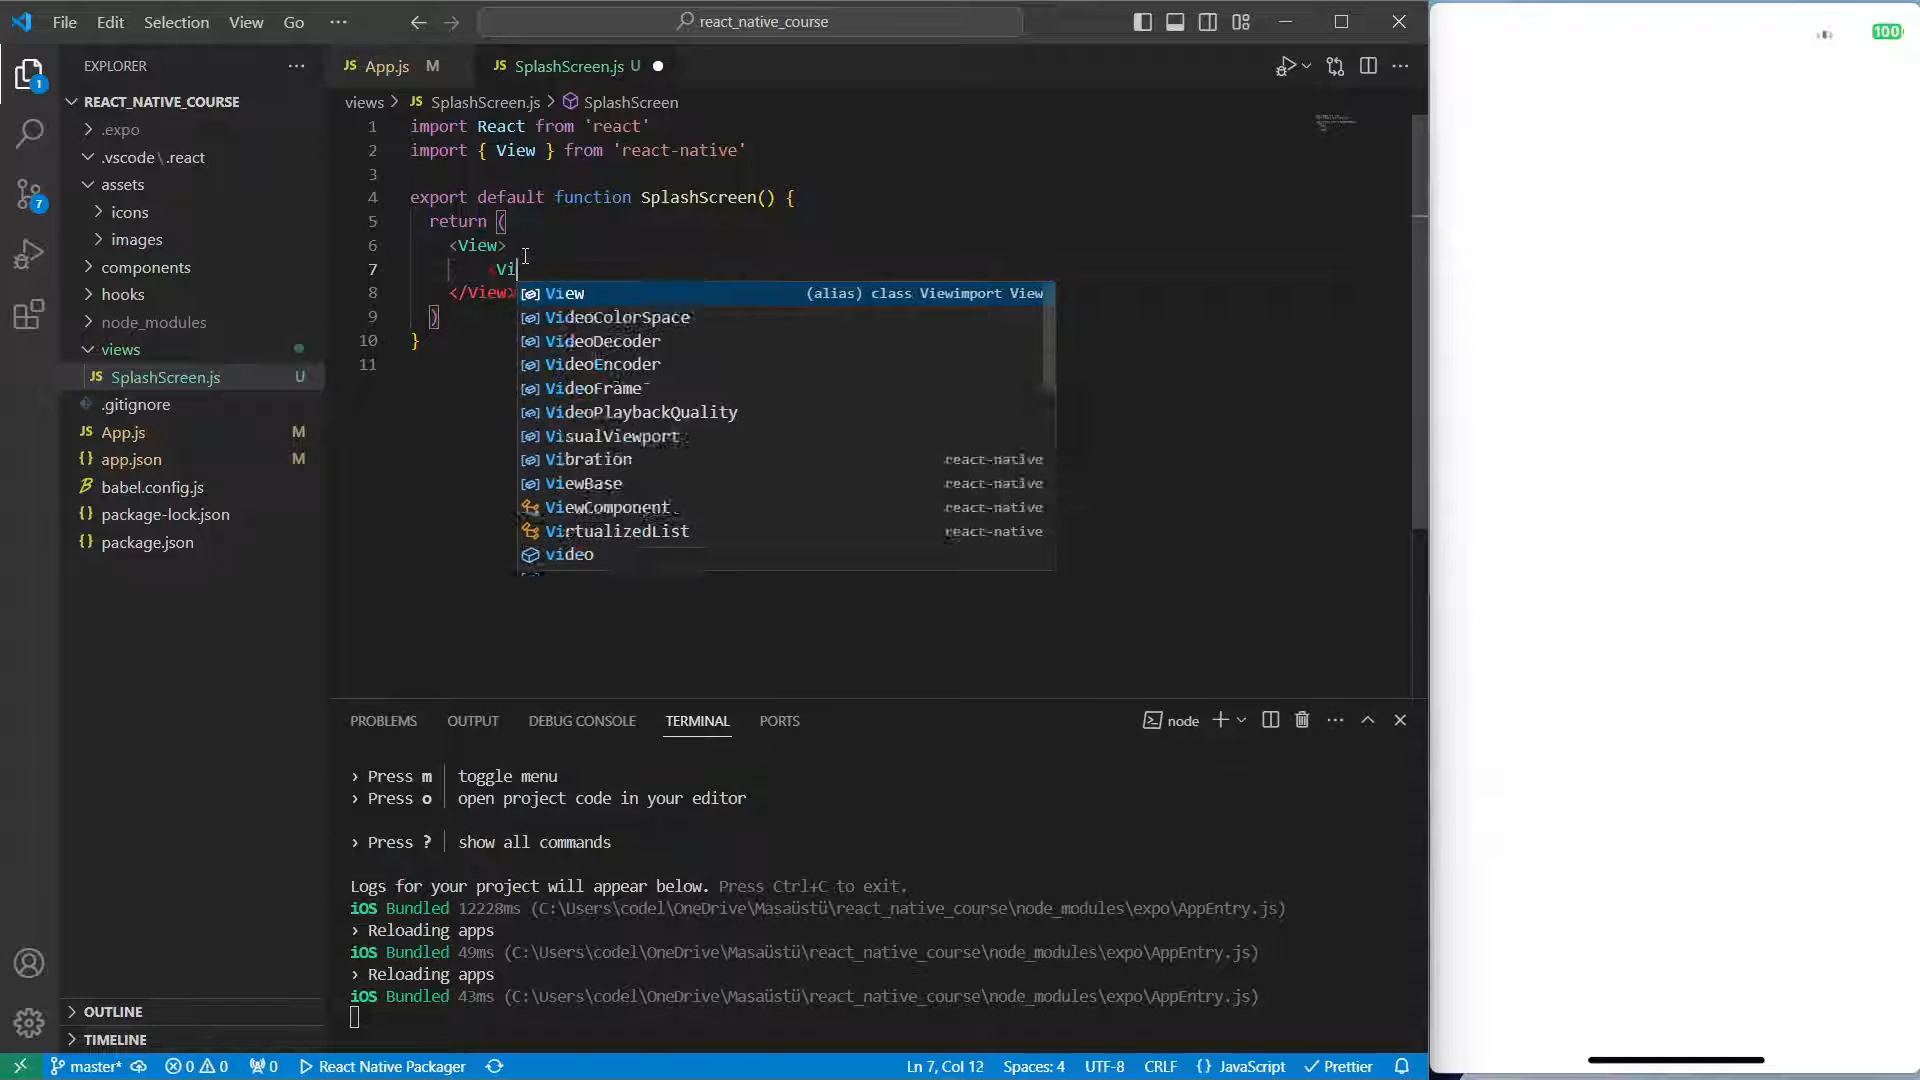 File Edit Selection View Go ··· react_native_course
100
EXPLORER ···
REACT_NATIVE_COURSE
.expo
.vscode \ .react
assets
icons
images
components
hooks
node_modules
views
SplashScreen.js U
.gitignore
App.js M
app.json M
babel.config.js
package-lock.json
package.json
OUTLINE
TIMELINE
1
7
JS App.js M JS SplashScreen.js U
views > JS SplashScreen.js > SplashScreen
1 import React from 'react'
2 import { View } from 'react-native'
3
4 export default function SplashScreen() {
5 return (
6 <View>
7 <Vi
8 </View>
9 )
10 }
11
View (alias) class Viewimport View
VideoColorSpace
VideoDecoder
VideoEncoder
VideoFrame
VideoPlaybackQuality
VisualViewport
Vibration react-native
ViewBase react-native
ViewComponent react-native
VirtualizedList react-native
video
PROBLEMS OUTPUT DEBUG CONSOLE TERMINAL PORTS node
› Press m │ toggle menu
› Press o │ open project code in your editor
› Press ? │ show all commands
Logs for your project will appear below. Press Ctrl+C to exit.
iOS Bundled 12228ms (C:\Users\codel\OneDrive\Masaüstü\react_native_course\node_modules\expo\AppEntry.js)
› Reloading apps
iOS Bundled 49ms (C:\Users\codel\OneDrive\Masaüstü\react_native_course\node_modules\expo\AppEntry.js)
› Reloading apps
iOS Bundled 43ms (C:\Users\codel\OneDrive\Masaüstü\react_native_course\node_modules\expo\AppEntry.js)
master* 0 0 0 React Native Packager Ln 7, Col 12 Spaces: 4 UTF-8 CRLF {} JavaScript Prettier